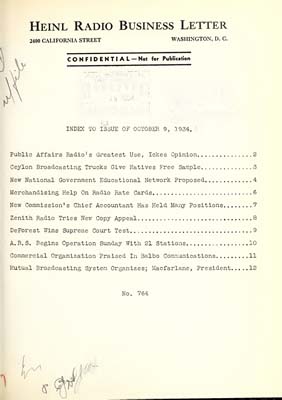 HEINL RADIO BUSINESS LETTER
2400 CALIFORNIA STREET WASHINGTON, D. C.
CONFIDENTIAL—Not for Publication
INDEX TO ISSUE OF OCTOBER 9, 1934.
Public Affairs Radio's Greatest Use, Ickes Opinion..............2
Ceylon Broadcasting Trucks Give Natives Free Sample.............3
New National Government Educational Network Proposed............4
Merchandising Help On Radio Rate Cards..........................6
New Commission's Chief Accountant Has Held Many Positions.......7
Zenith Radio Tries New Copy Appeal..............................8
DeForest Wins Supreme Court Test................................9
A.B.S. Begins Operation Sunday With 21 Stations................10
Commercial Organization Praised In Balbo Communications.........11
Mutual Broadcasting System Organizes; Macfarlane, President.....12
No. 764